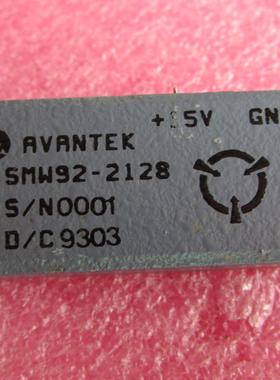 AVANTEK +15V GN
SMW92-2128
S/N0001
D/C9303